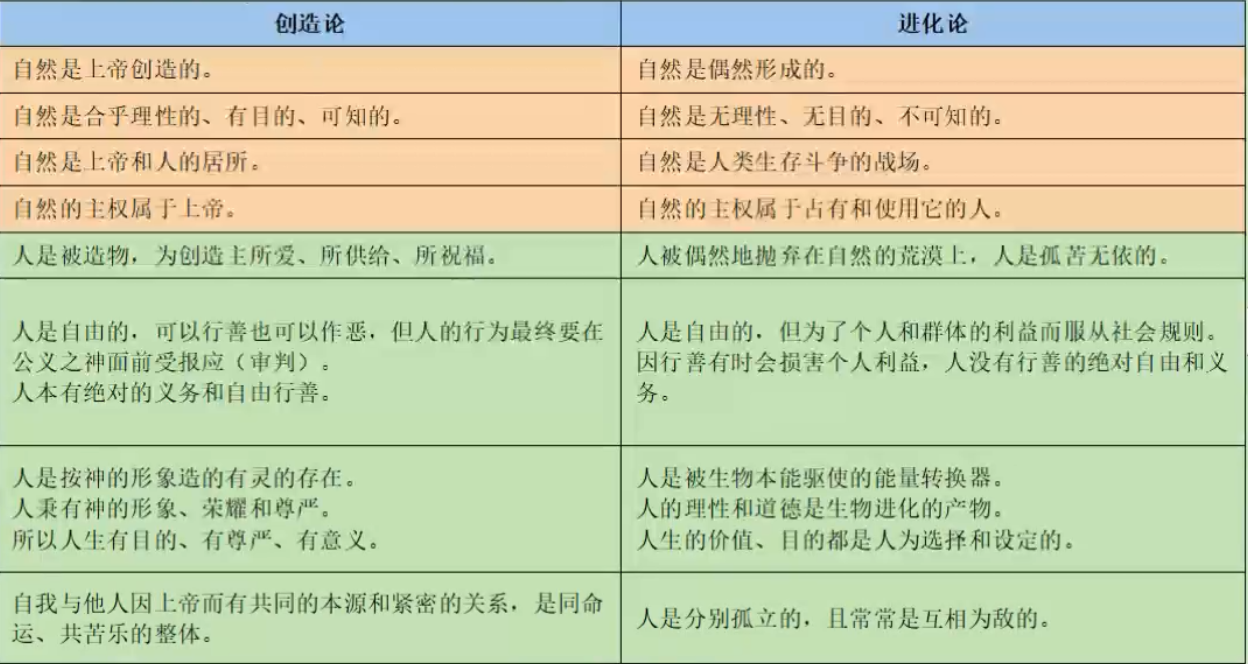 创造论
进化论
自然是上帝创造的。
自然是偶然形成的。
自然是合乎理性的、有目的、可知的。
自然是无理性、无目的、不可知的。
自然是上帝和人的居所。
自然是人类生存斗争的战场。
自然的主权属于上帝。
自然的主权属于占有和使用它的人。
人是被造物，为创造主所爱、所供给、所祝福。
人被偶然地抛弃在自然的荒漠上，人是孤苦无依的。
人是自由的，可以行善也可以作恶，但人的行为最终要在
公义之神面前受报应（审判）。
人本有绝对的义务和自由行善。
人是自由的，但为了个人和群体的利益而服从社会规则。
因行善有时会损害个人利益，人没有行善的绝对自由和义
务。
人是按神的形象造的有灵的存在。
人秉有神的形象、荣耀和尊严。
所以人生有目的、有尊严、有意义。
人是被生物本能驱使的能量转换器。
人的理性和道德是生物进化的产物。
人生的价值、目的都是人为选择和设定的。
自我与他人因上帝而有共同的本源和紧密的关系，是同命
运、共苦乐的整体。
人是分别孤立的，且常常是互相为敌的。